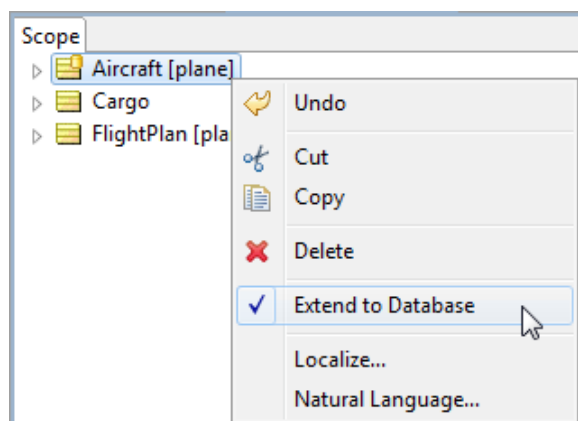 Scope
Aircraft [plane]
Cargo
FlightPlan [pla
Undo
Cut
Copy
Delete
Extend to Database
Localize...
Natural Language...